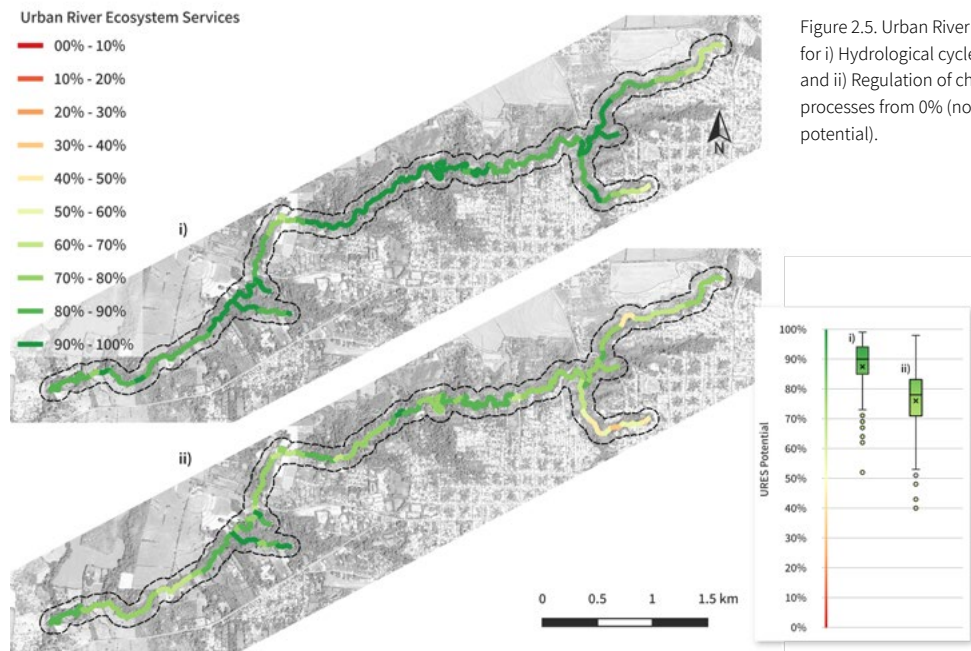 Urban River Ecosystem Services
00% - 10%
10% - 20%
20% - 30%
30% - 40%
40% - 50%
50% - 60%
60% - 70%
70% - 80%
80% - 90%
90% - 100%
i)
ii)
N
0 0.5 1 1.5 km
Figure 2.5. Urban River
for i) Hydrological cycle
and ii) Regulation of ch
processes from 0% (no
potential).
URES Potential
100%
90%
80%
70%
60%
50%
40%
30%
20%
10%
0%
i)
ii)